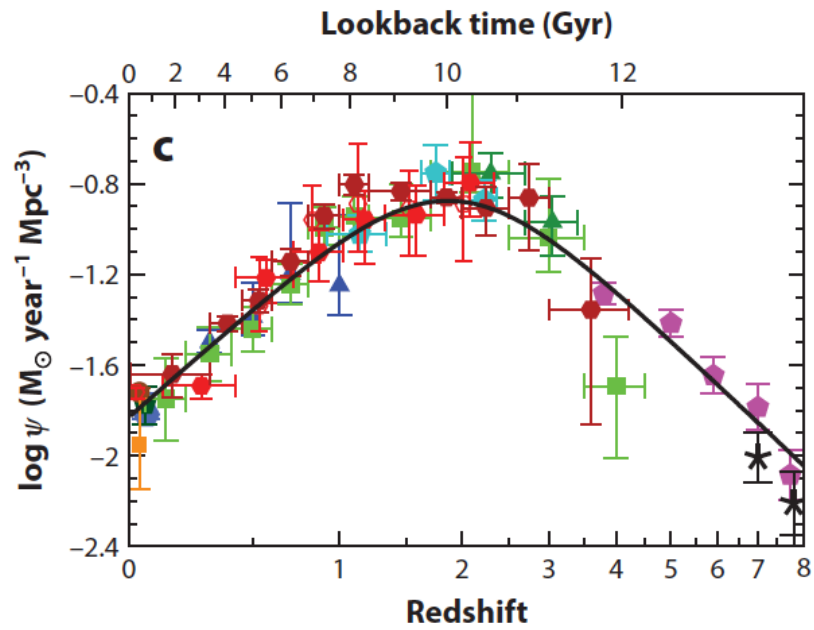 Lookback time (Gyr)
0 2 4 6 8 10 12
C
log ψ (M☉ year−1 Mpc−3)
−0.4
−0.8
−1.2
−1.6
−2
−2.4
0 1 2 3 4 5 6 7 8
Redshift